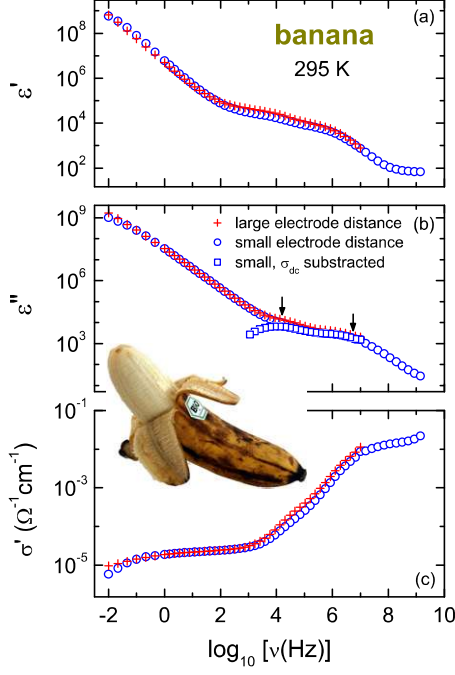 (a)
banana
295 K
10^8
10^6
10^4
10^2
ε'
(b)
+ large electrode distance
○ small electrode distance
□ small, σ_dc substracted
10^9
10^6
10^3
ε''
10^-1
10^-3
10^-5
σ' (Ω^-1cm^-1)
(c)
-2 0 2 4 6 8 10
log_10 [ν(Hz)]